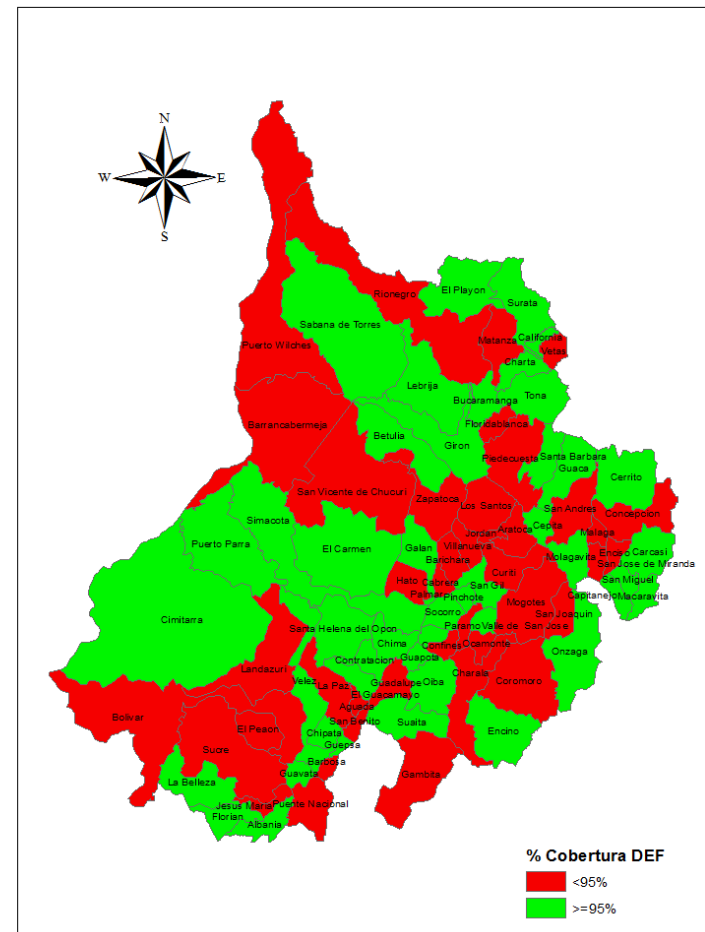 N
W E
S
El Playon
Rionegro
Surata
Sabana de Torres
California
Matanza
Puerto Wilches
Vetas
Charta
Lebrija
Tona
Bucaramanga
Barrancabermeja
Floridablanca
Betulia
Giron
Santa Barbara
Piedecuesta
Guaca
Cerrito
San Vicente de Chucuri
Zapatoca
Los Santos
San Andres
Concepcion
Simacota
Cepita
Aratoca
Jordan
Malaga
Puerto Parra
El Carmen
Galan
Villanueva
Enciso
Carcasi
Barichara
Molagavita
San Jose de Miranda
Curiti
Hato
Cabrera
San Gil
San Miguel
Palmar
Pinchote
Capitanejo
Macaravita
Mogotes
Socorro
San Joaquin
Cimitarra
Paramo
Valle de San Jose
Santa Helena del Opon
Chima
Confines
Ocamonte
Onzaga
Contratacion
Guapota
Landazuri
Charala
Velez
La Paz
Guadalupe
Oiba
Coromoro
El Guacamayo
Aguada
Bolivar
San Benito
Suaita
El Penon
Chipata
Encino
Sucre
Guepsa
Barbosa
Guavata
Gambita
La Belleza
Jesus Maria
Puente Nacional
Florian
Albania
% Cobertura DEF
<95%
>=95%